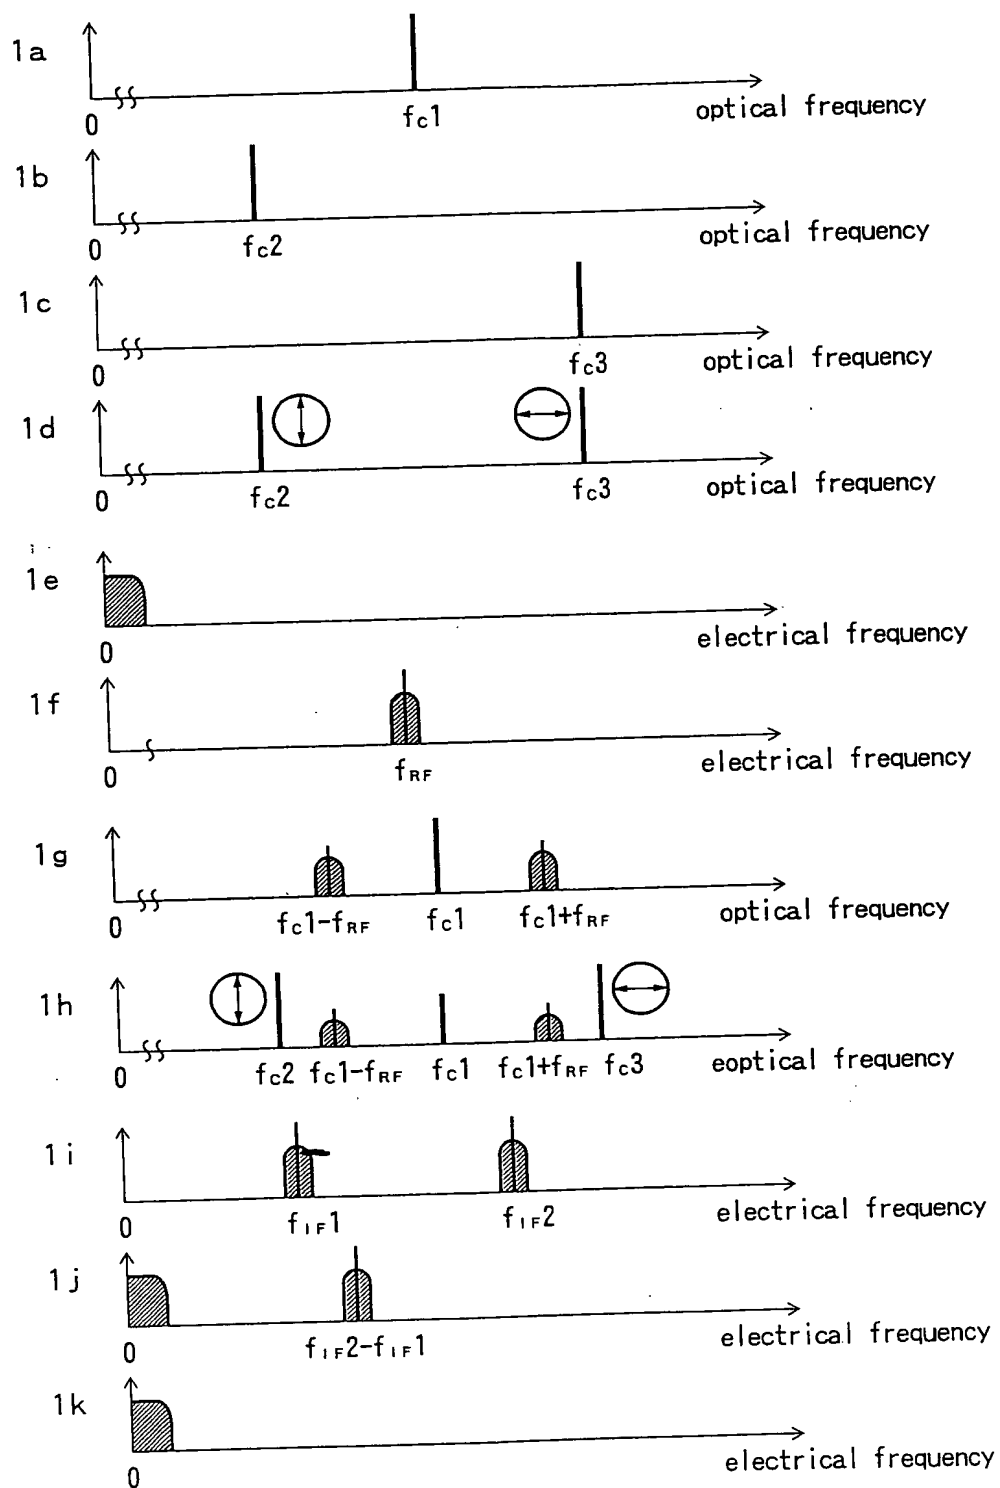 1a
optical frequency
0
fc1
1b
optical frequency
0
fc2
1c
optical frequency
0
fc3
1d
optical frequency
0
fc2
fc3
1e
electrical frequency
0
1f
electrical frequency
0
fRF
1g
optical frequency
0
fc1-fRF
fc1
fc1+fRF
1h
eoptical frequency
0
fc2 fc1-fRF fc1 fc1+fRF fc3
1i
electrical frequency
0
fIF1
fIF2
1j
electrical frequency
0
fIF2-fIF1
1k
electrical frequency
0